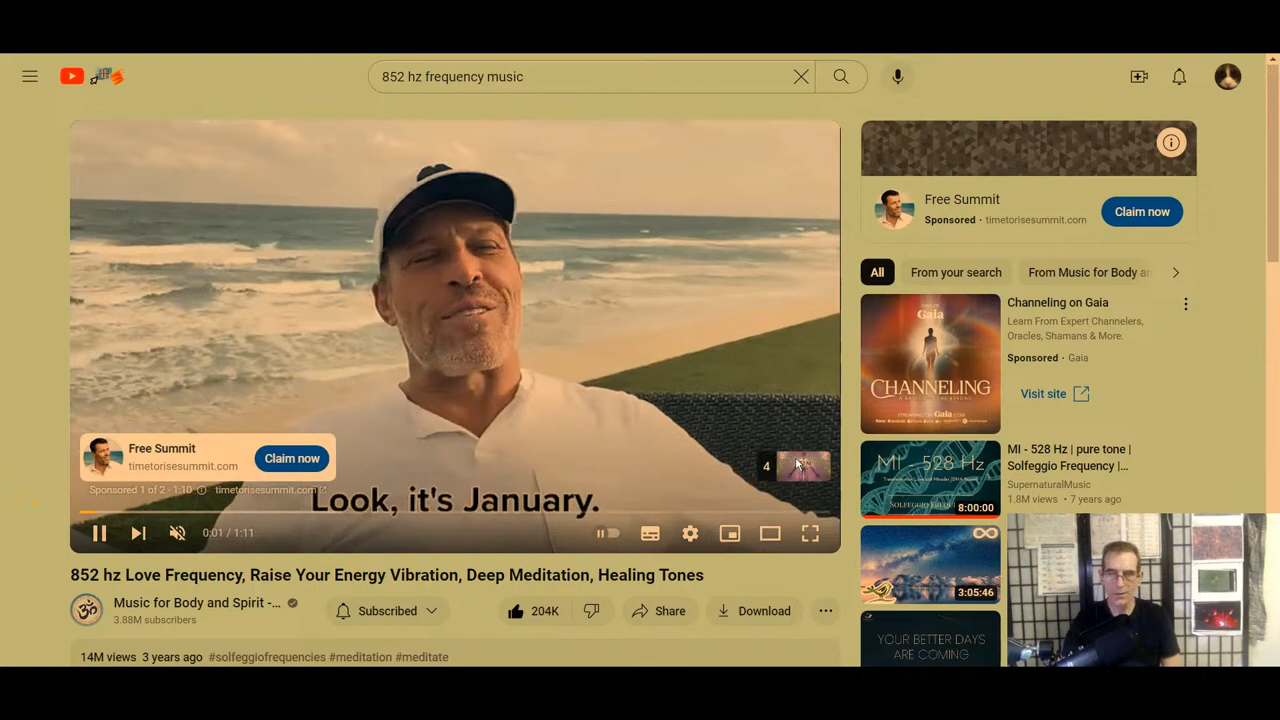 852 hz frequency music
Free Summit
Sponsored · timetorisesummit.com
Claim now
All
From your search
From Music for Body an
Gaia
CHANNELING
Channeling on Gaia
Learn From Expert Channelers,
Oracles, Shamans & More.
Sponsored · Gaia
Visit site
Free Summit
timetorisesummit.com
Claim now
Sponsored 1 of 2 · 1:10
timetorisesummit.com
4
Look, it's January.
0:01 / 1:11
MI - 528 Hz
8:00:00
MI - 528 Hz | pure tone |
Solfeggio Frequency |...
SupernaturalMusic
1.8M views · 7 years ago
3:05:46
YOUR BETTER DAYS
ARE COMING
852 hz Love Frequency, Raise Your Energy Vibration, Deep Meditation, Healing Tones
Music for Body and Spirit -...
3.88M subscribers
Subscribed
204K
Share
Download
14M views 3 years ago #solfeggiofrequencies #meditation #meditate